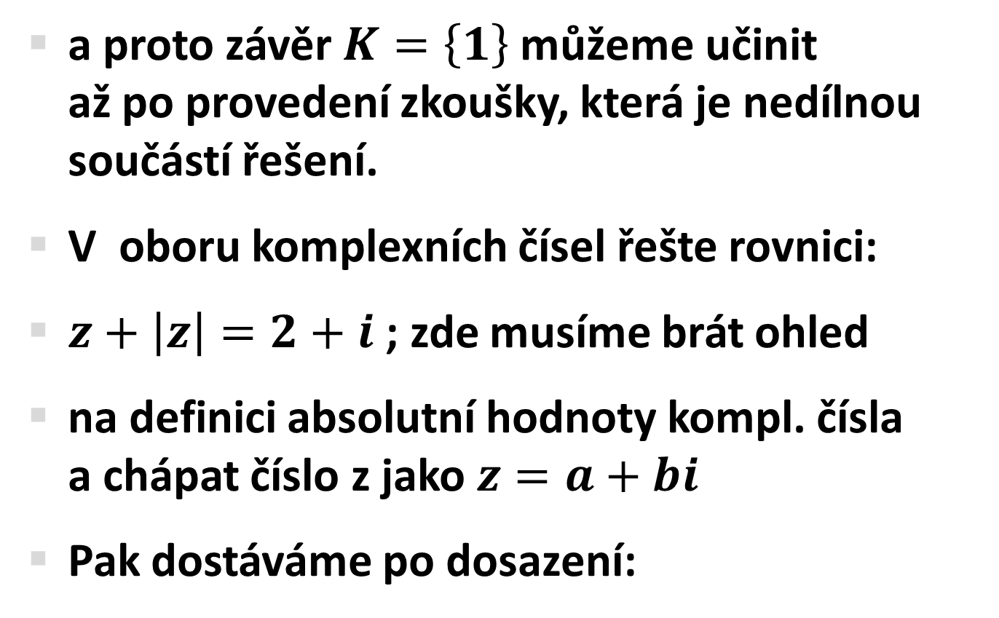 a proto závěr K = {1} můžeme učinit
až po provedení zkoušky, která je nedílnou
součástí řešení.
V  oboru komplexních čísel řešte rovnici:
z + |z| = 2 + i ; zde musíme brát ohled
na definici absolutní hodnoty kompl. čísla
a chápat číslo z jako z = a + bi
Pak dostáváme po dosazení: